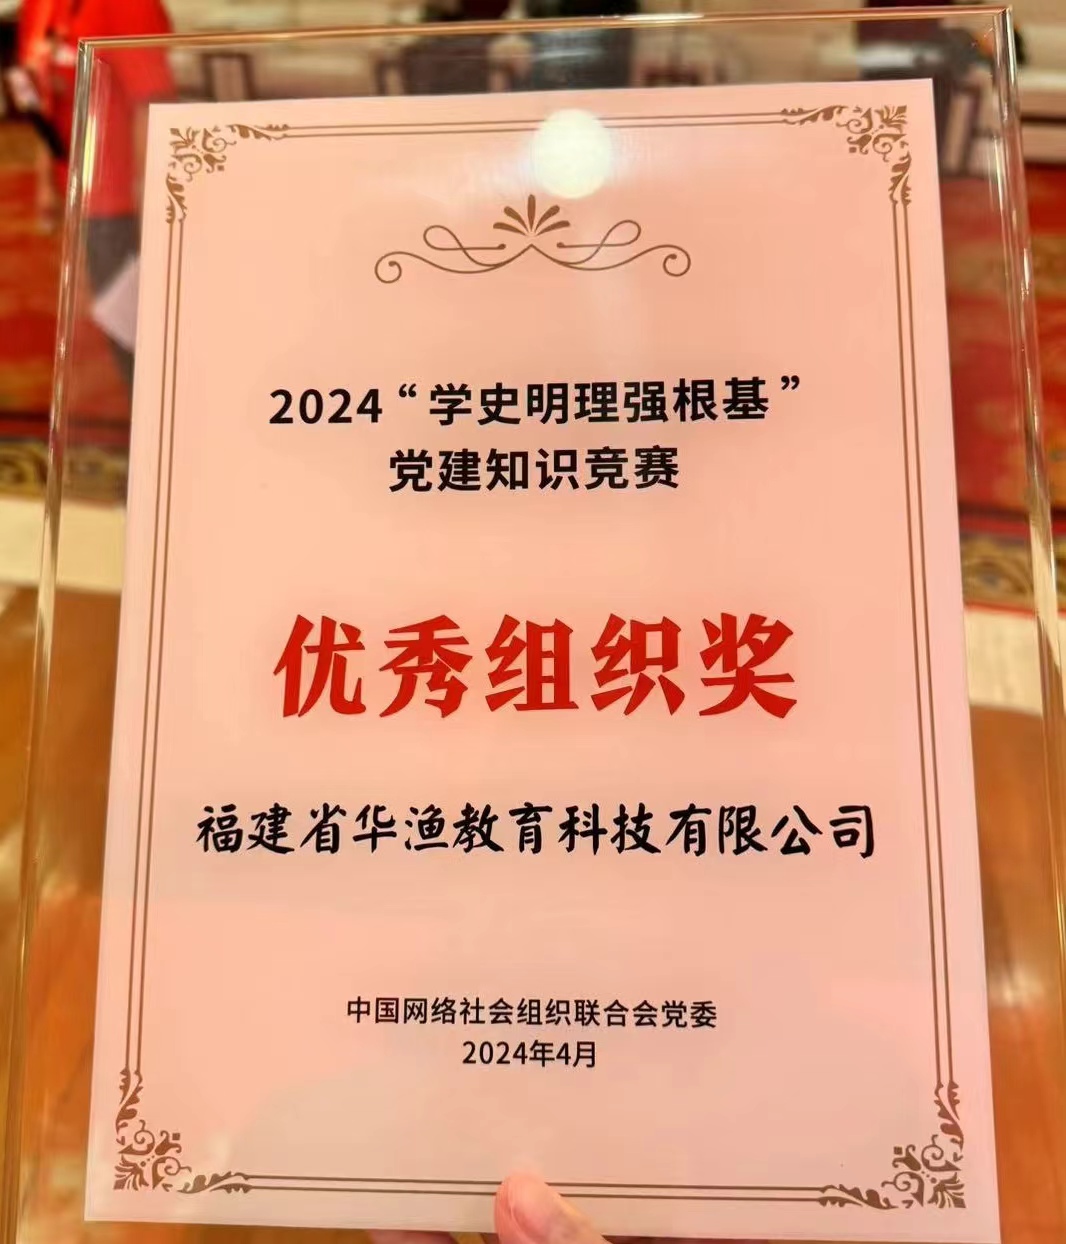 2024“学史明理强根基”
党建知识竞赛
优秀组织奖
福建省华渔教育科技有限公司
中国网络社会组织联合会党委
2024年4月